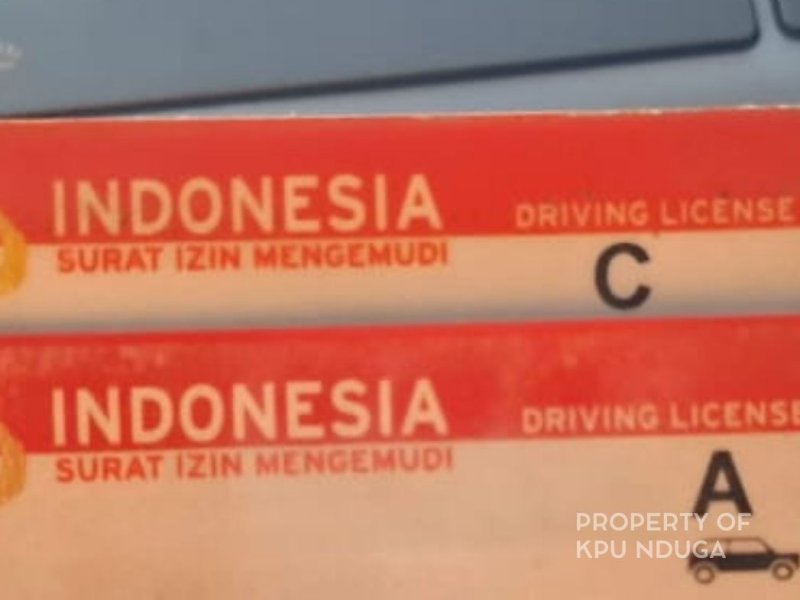 INDONESIA
DRIVING LICENSE
SURAT IZIN MENGEMUDI
C
INDONESIA
DRIVING LICENSE
SURAT IZIN MENGEMUDI
A
PROPERTY OF
KPU NDUGA